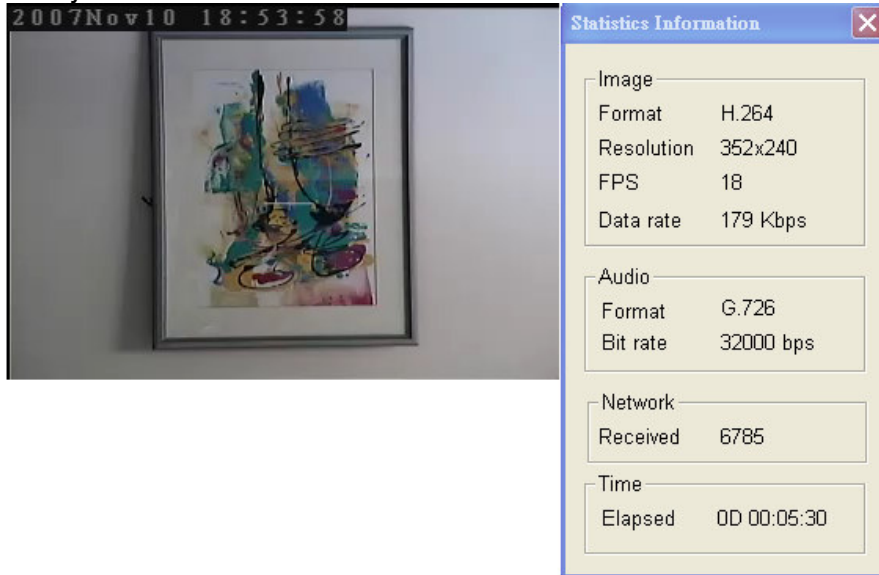 2007Nov10 18:53:58
Statistics Information
Image
Format H.264
Resolution 352x240
FPS 18
Data rate 179 Kbps
Audio
Format G.726
Bit rate 32000 bps
Network
Received 6785
Time
Elapsed 0D 00:05:30